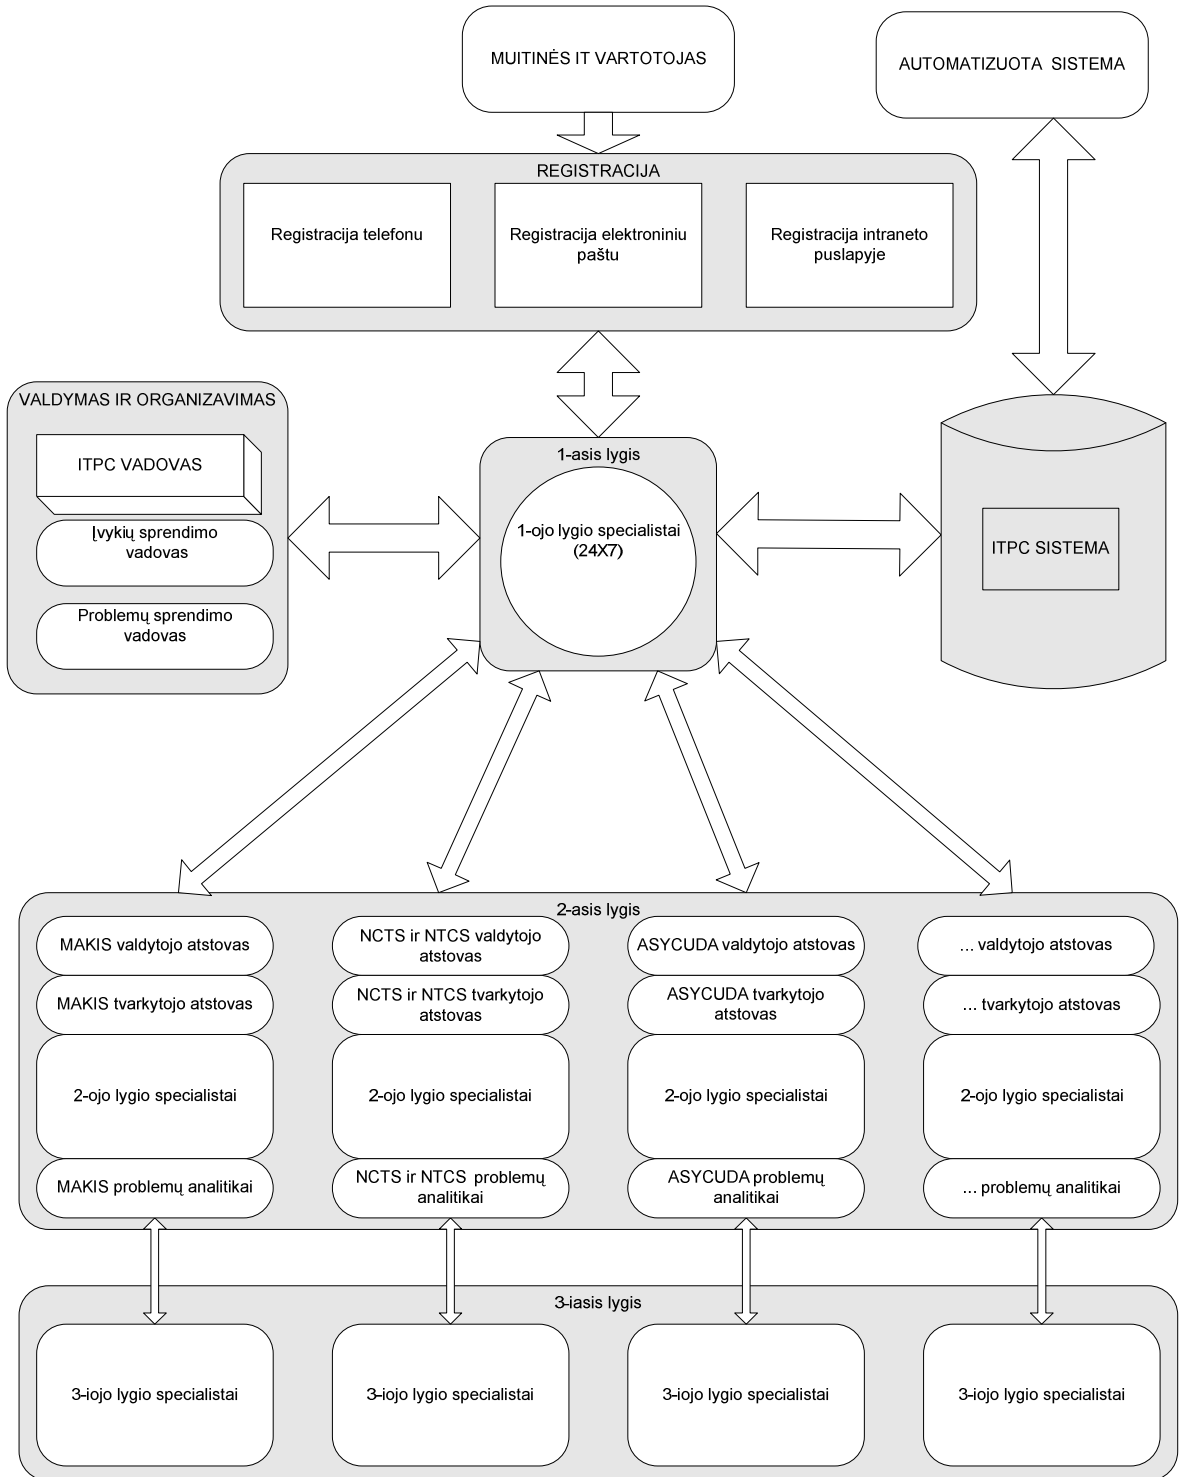 MUITINĖS IT VARTOTOJAS
AUTOMATIZUOTA SISTEMA
REGISTRACIJA
Registracija telefonu
Registracija elektroniniu
paštu
Registracija intraneto
puslapyje
VALDYMAS IR ORGANIZAVIMAS
ITPC VADOVAS
Įvykių sprendimo
vadovas
Problemų sprendimo
vadovas
1-asis lygis
1-ojo lygio specialistai
(24X7)
ITPC SISTEMA
2-asis lygis
MAKIS valdytojo atstovas
NCTS ir NTCS valdytojo
atstovas
ASYCUDA valdytojo atstovas
... valdytojo atstovas
MAKIS tvarkytojo atstovas
NCTS ir NTCS tvarkytojo
atstovas
ASYCUDA tvarkytojo
atstovas
... tvarkytojo atstovas
2-ojo lygio specialistai
2-ojo lygio specialistai
2-ojo lygio specialistai
2-ojo lygio specialistai
MAKIS problemų analitikai
NCTS ir NTCS problemų
analitikai
ASYCUDA problemų
analitikai
... problemų analitikai
3-iasis lygis
3-iojo lygio specialistai
3-iojo lygio specialistai
3-iojo lygio specialistai
3-iojo lygio specialistai